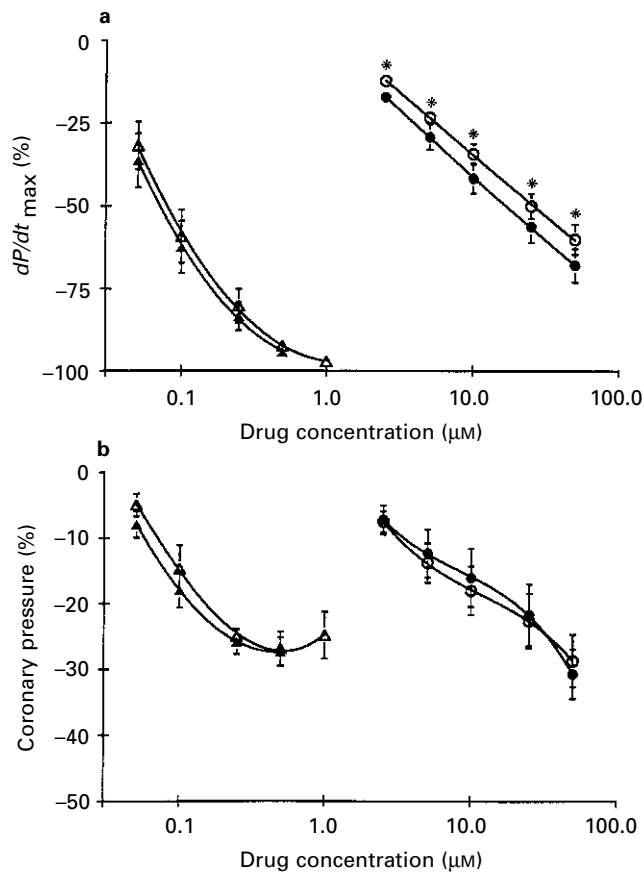 a
0
−25
−50
−75
−100
dP/dt max (%)
* * * * *
0.1 1.0 10.0 100.0
Drug concentration (μM)
b
0
−10
−20
−30
−40
−50
Coronary pressure (%)
0.1 1.0 10.0 100.0
Drug concentration (μM)